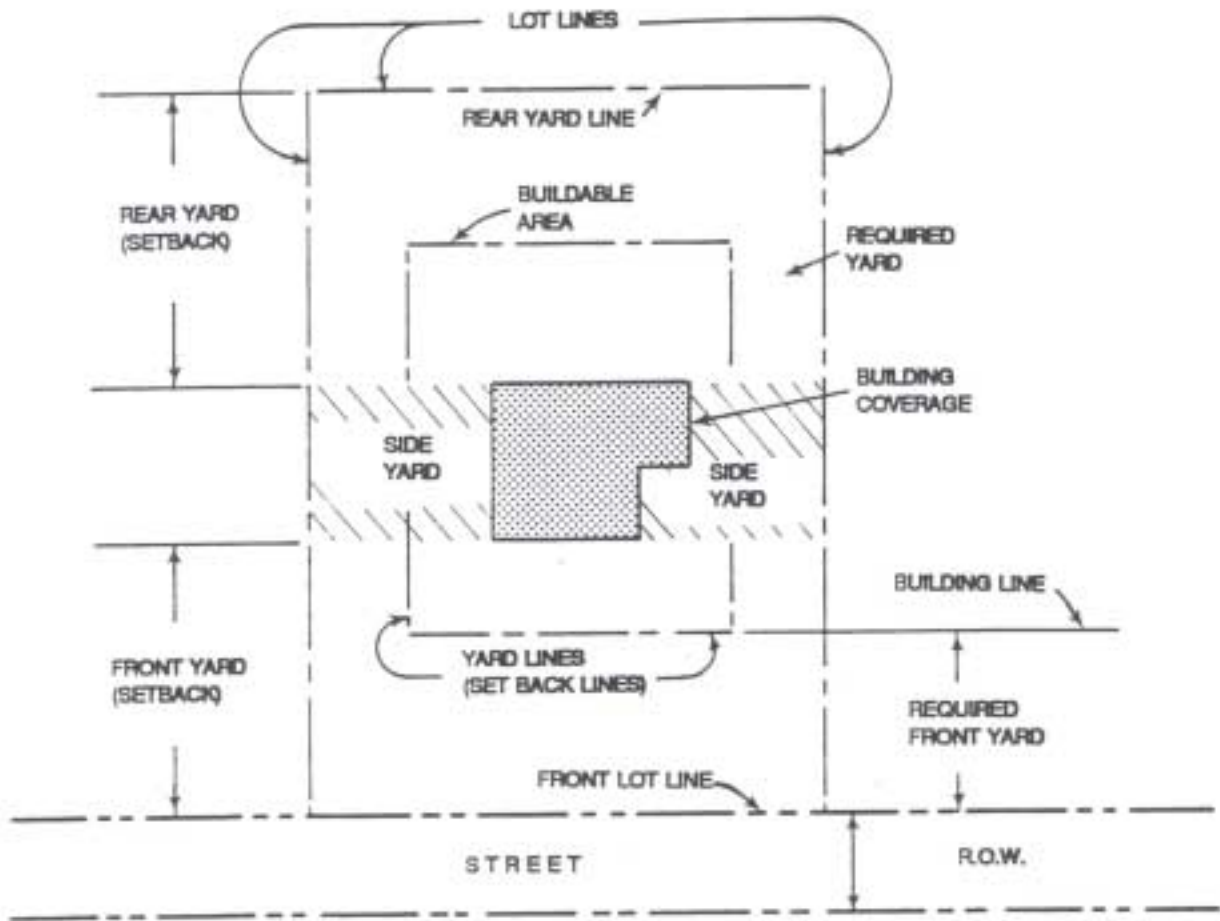 LOT LINES
REAR YARD LINE
BUILDABLE
AREA
REAR YARD
(SETBACK)
REQUIRED
YARD
BUILDING
COVERAGE
SIDE
YARD
SIDE
YARD
BUILDING LINE
FRONT YARD
(SETBACK)
YARD LINES
(SET BACK LINES)
REQUIRED
FRONT YARD
FRONT LOT LINE
STREET
R.O.W.